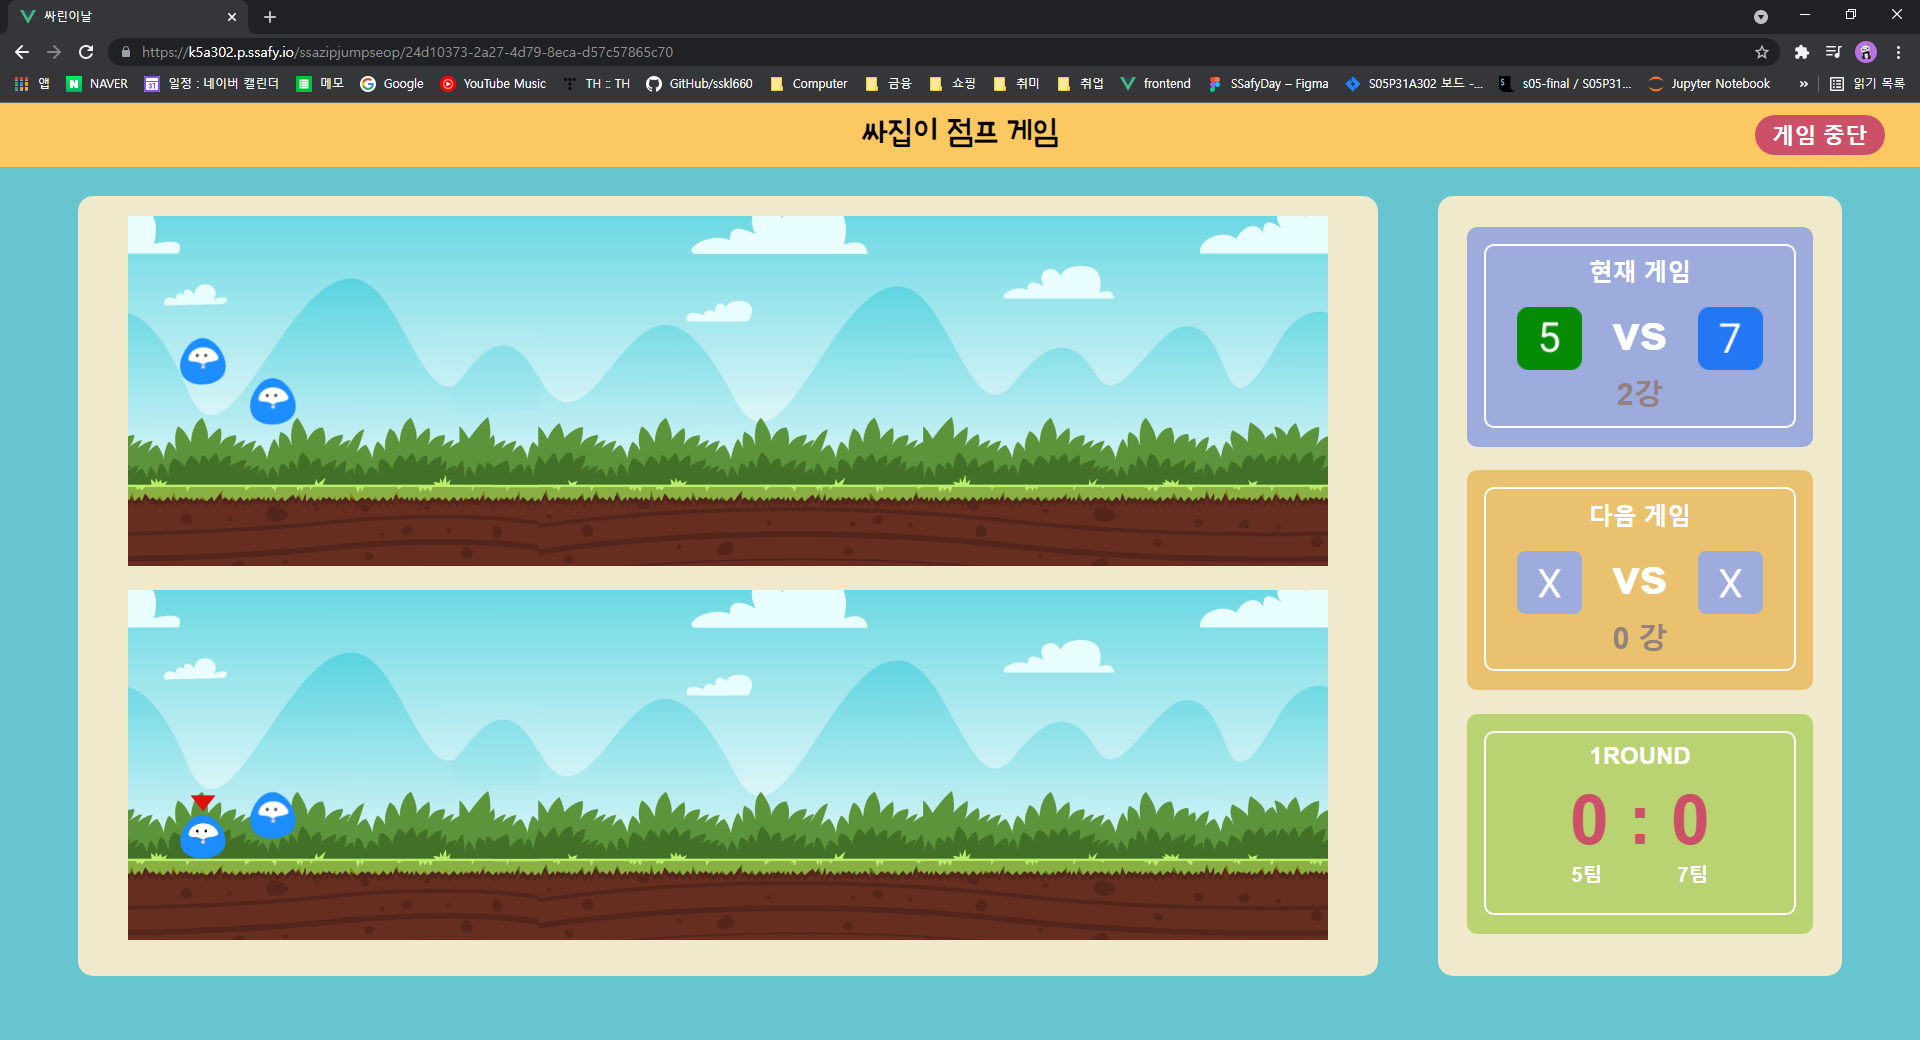 싸린이날
https://k5a302.p.ssafy.io/ssazipjumpseop/24d10373-2a27-4d79-8eca-d57c57865c70
앱 NAVER 일정 : 네이버 캘린더 메모 Google YouTube Music TH :: TH GitHub/sskl660 Computer 금융 쇼핑 취미 취업 frontend SSafyDay – Figma S05P31A302 보드 -... s05-final / S05P31... Jupyter Notebook » 읽기 목록
싸집이 점프 게임
게임 중단
현재 게임
5 VS 7
2강
다음 게임
X VS X
0 강
1ROUND
0 : 0
5팀 7팀